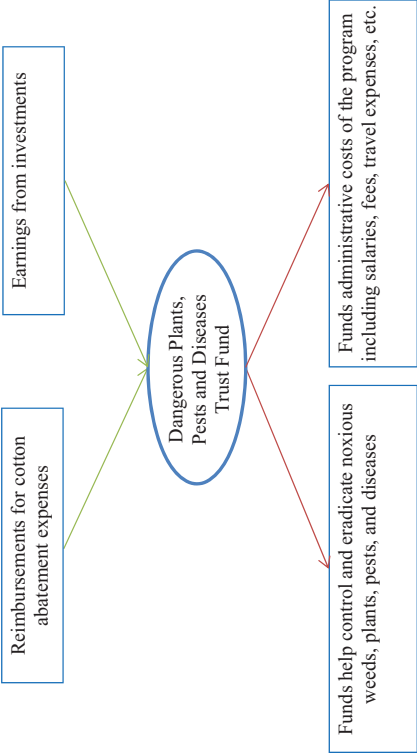 Reimbursements for cotton
abatement expenses
Earnings from investments
Dangerous Plants,
Pests and Diseases
Trust Fund
Funds help control and eradicate noxious
weeds, plants, pests, and diseases
Funds administrative costs of the program
including salaries, fees, travel expenses, etc.